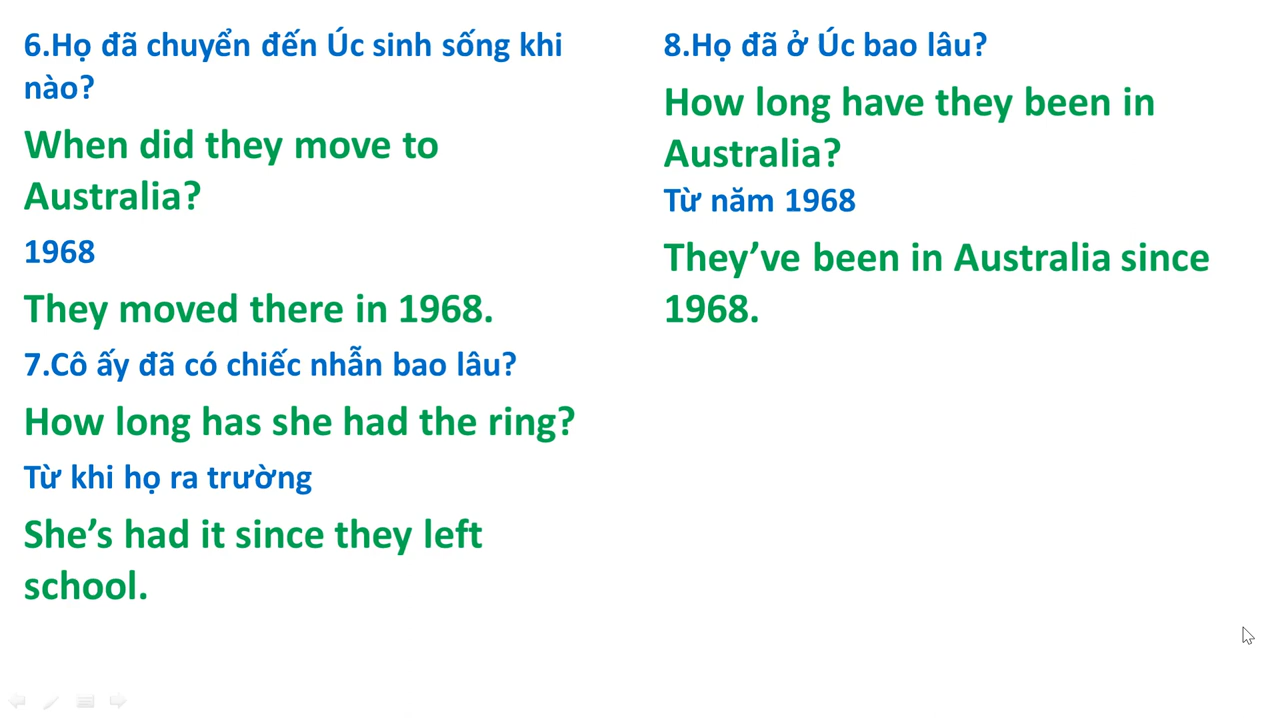 6.Họ đã chuyển đến Úc sinh sống khi
nào?
When did they move to
Australia?
1968
They moved there in 1968.
7.Cô ấy đã có chiếc nhẫn bao lâu?
How long has she had the ring?
Từ khi họ ra trường
She’s had it since they left
school.
8.Họ đã ở Úc bao lâu?
How long have they been in
Australia?
Từ năm 1968
They’ve been in Australia since
1968.